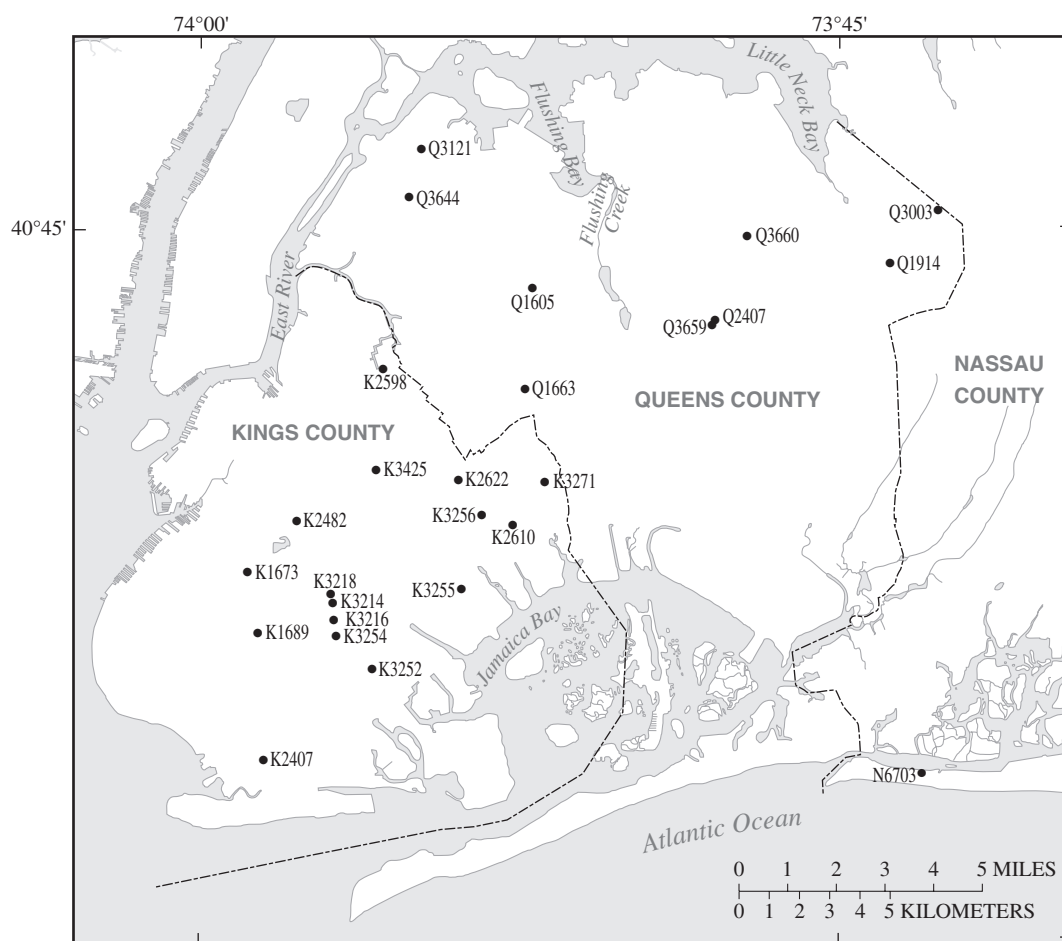 74°00'
73°45'
40°45'
Little Neck Bay
Flushing Bay
Flushing
Creek
East River
Q3121
Q3644
Q3003
Q3660
Q1914
Q1605
Q2407
Q3659
K2598
Q1663
NASSAU
COUNTY
QUEENS COUNTY
KINGS COUNTY
K3425
K2622
K3271
K3256
K2610
K2482
K1673
K3218
K3214
K3216
K3254
K3255
K1689
K3252
Jamaica Bay
K2407
N6703
Atlantic Ocean
0 1 2 3 4 5 MILES
0 1 2 3 4 5 KILOMETERS